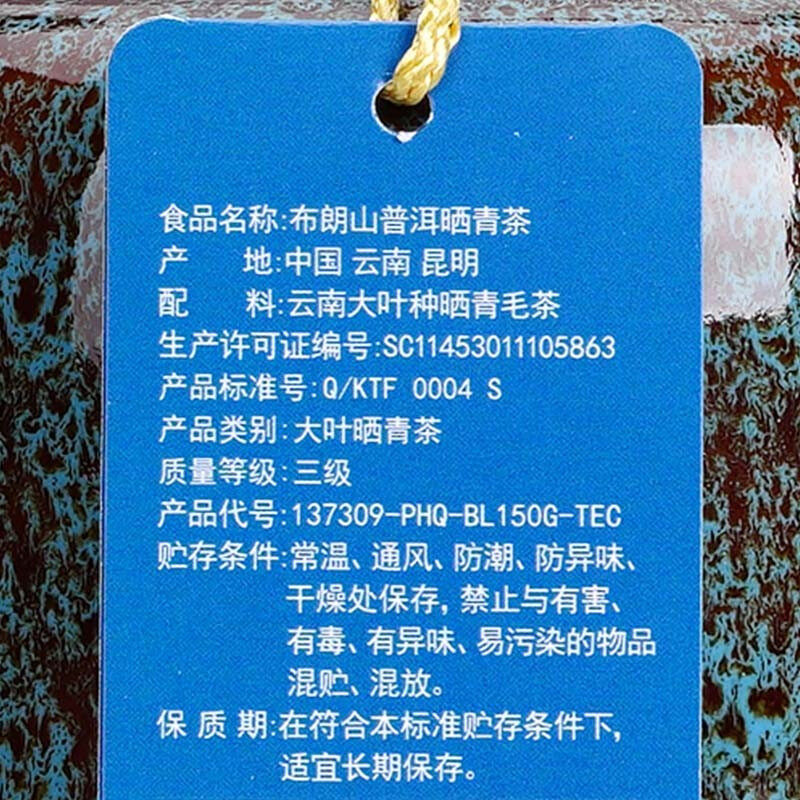 食品名称:布朗山普洱晒青茶
产 地:中国 云南 昆明
配 料:云南大叶种晒青毛茶
生产许可证编号:SC11453011105863
产品标准号:Q/KTF 0004 S
产品类别:大叶晒青茶
质量等级:三级
产品代号:137309-PHQ-BL150G-TEC
贮存条件:常温、通风、防潮、防异味、
干燥处保存，禁止与有害、
有毒、有异味、易污染的物品
混贮、混放。
保 质 期:在符合本标准贮存条件下，
适宜长期保存。